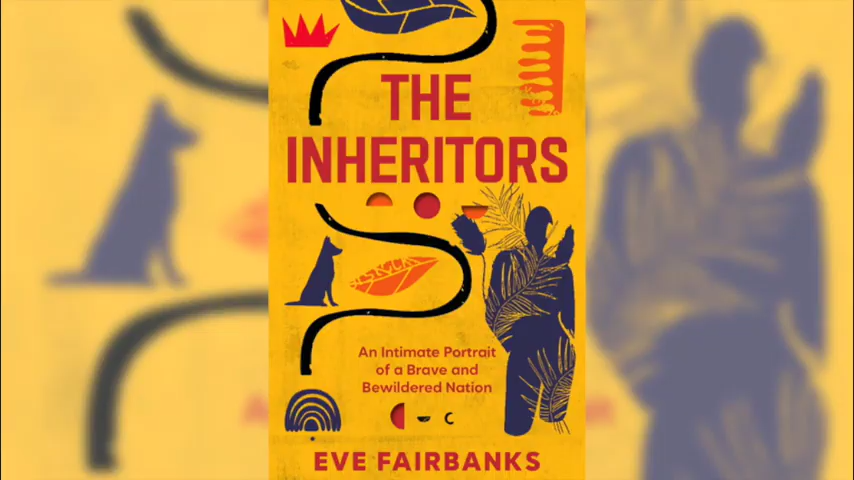 THE
INHERITORS
An Intimate Portrait
of a Brave and
Bewildered Nation
EVE FAIRBANKS